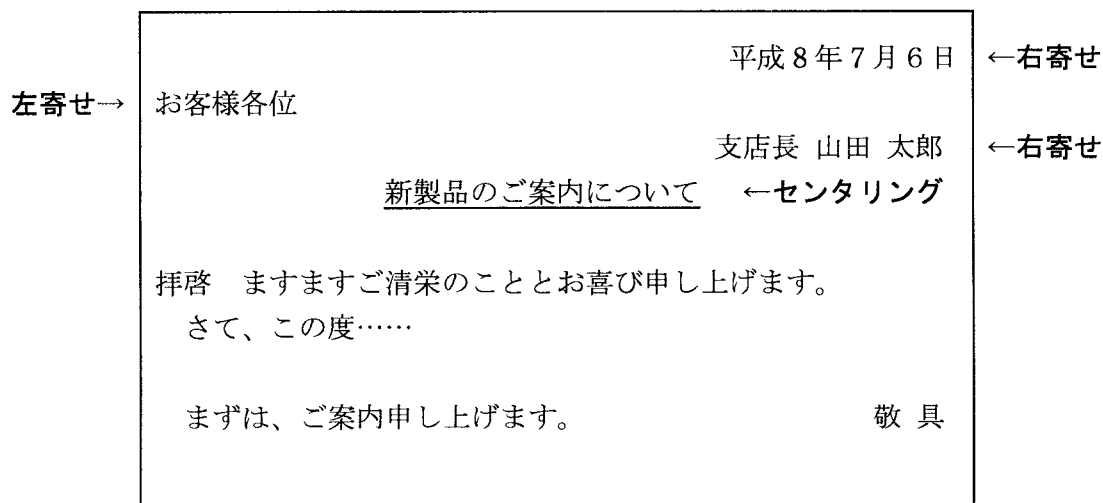 平成8年7月6日 ←右寄せ
左寄せ→ お客様各位
支店長 山田 太郎 ←右寄せ
新製品のご案内について ←センタリング
拝啓 ますますご清栄のこととお喜び申し上げます。
さて、この度……
まずは、ご案内申し上げます。 敬 具